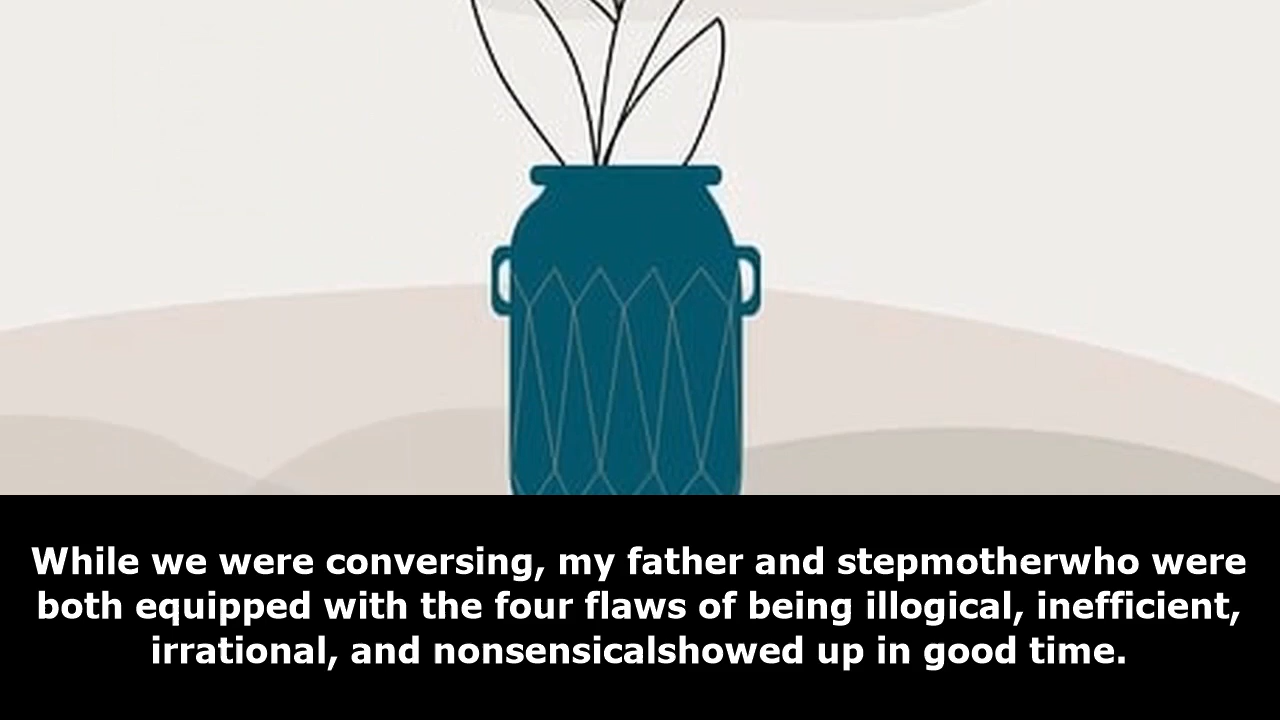 While we were conversing, my father and stepmotherwho were
both equipped with the four flaws of being illogical, inefficient,
irrational, and nonsensicalshowed up in good time.